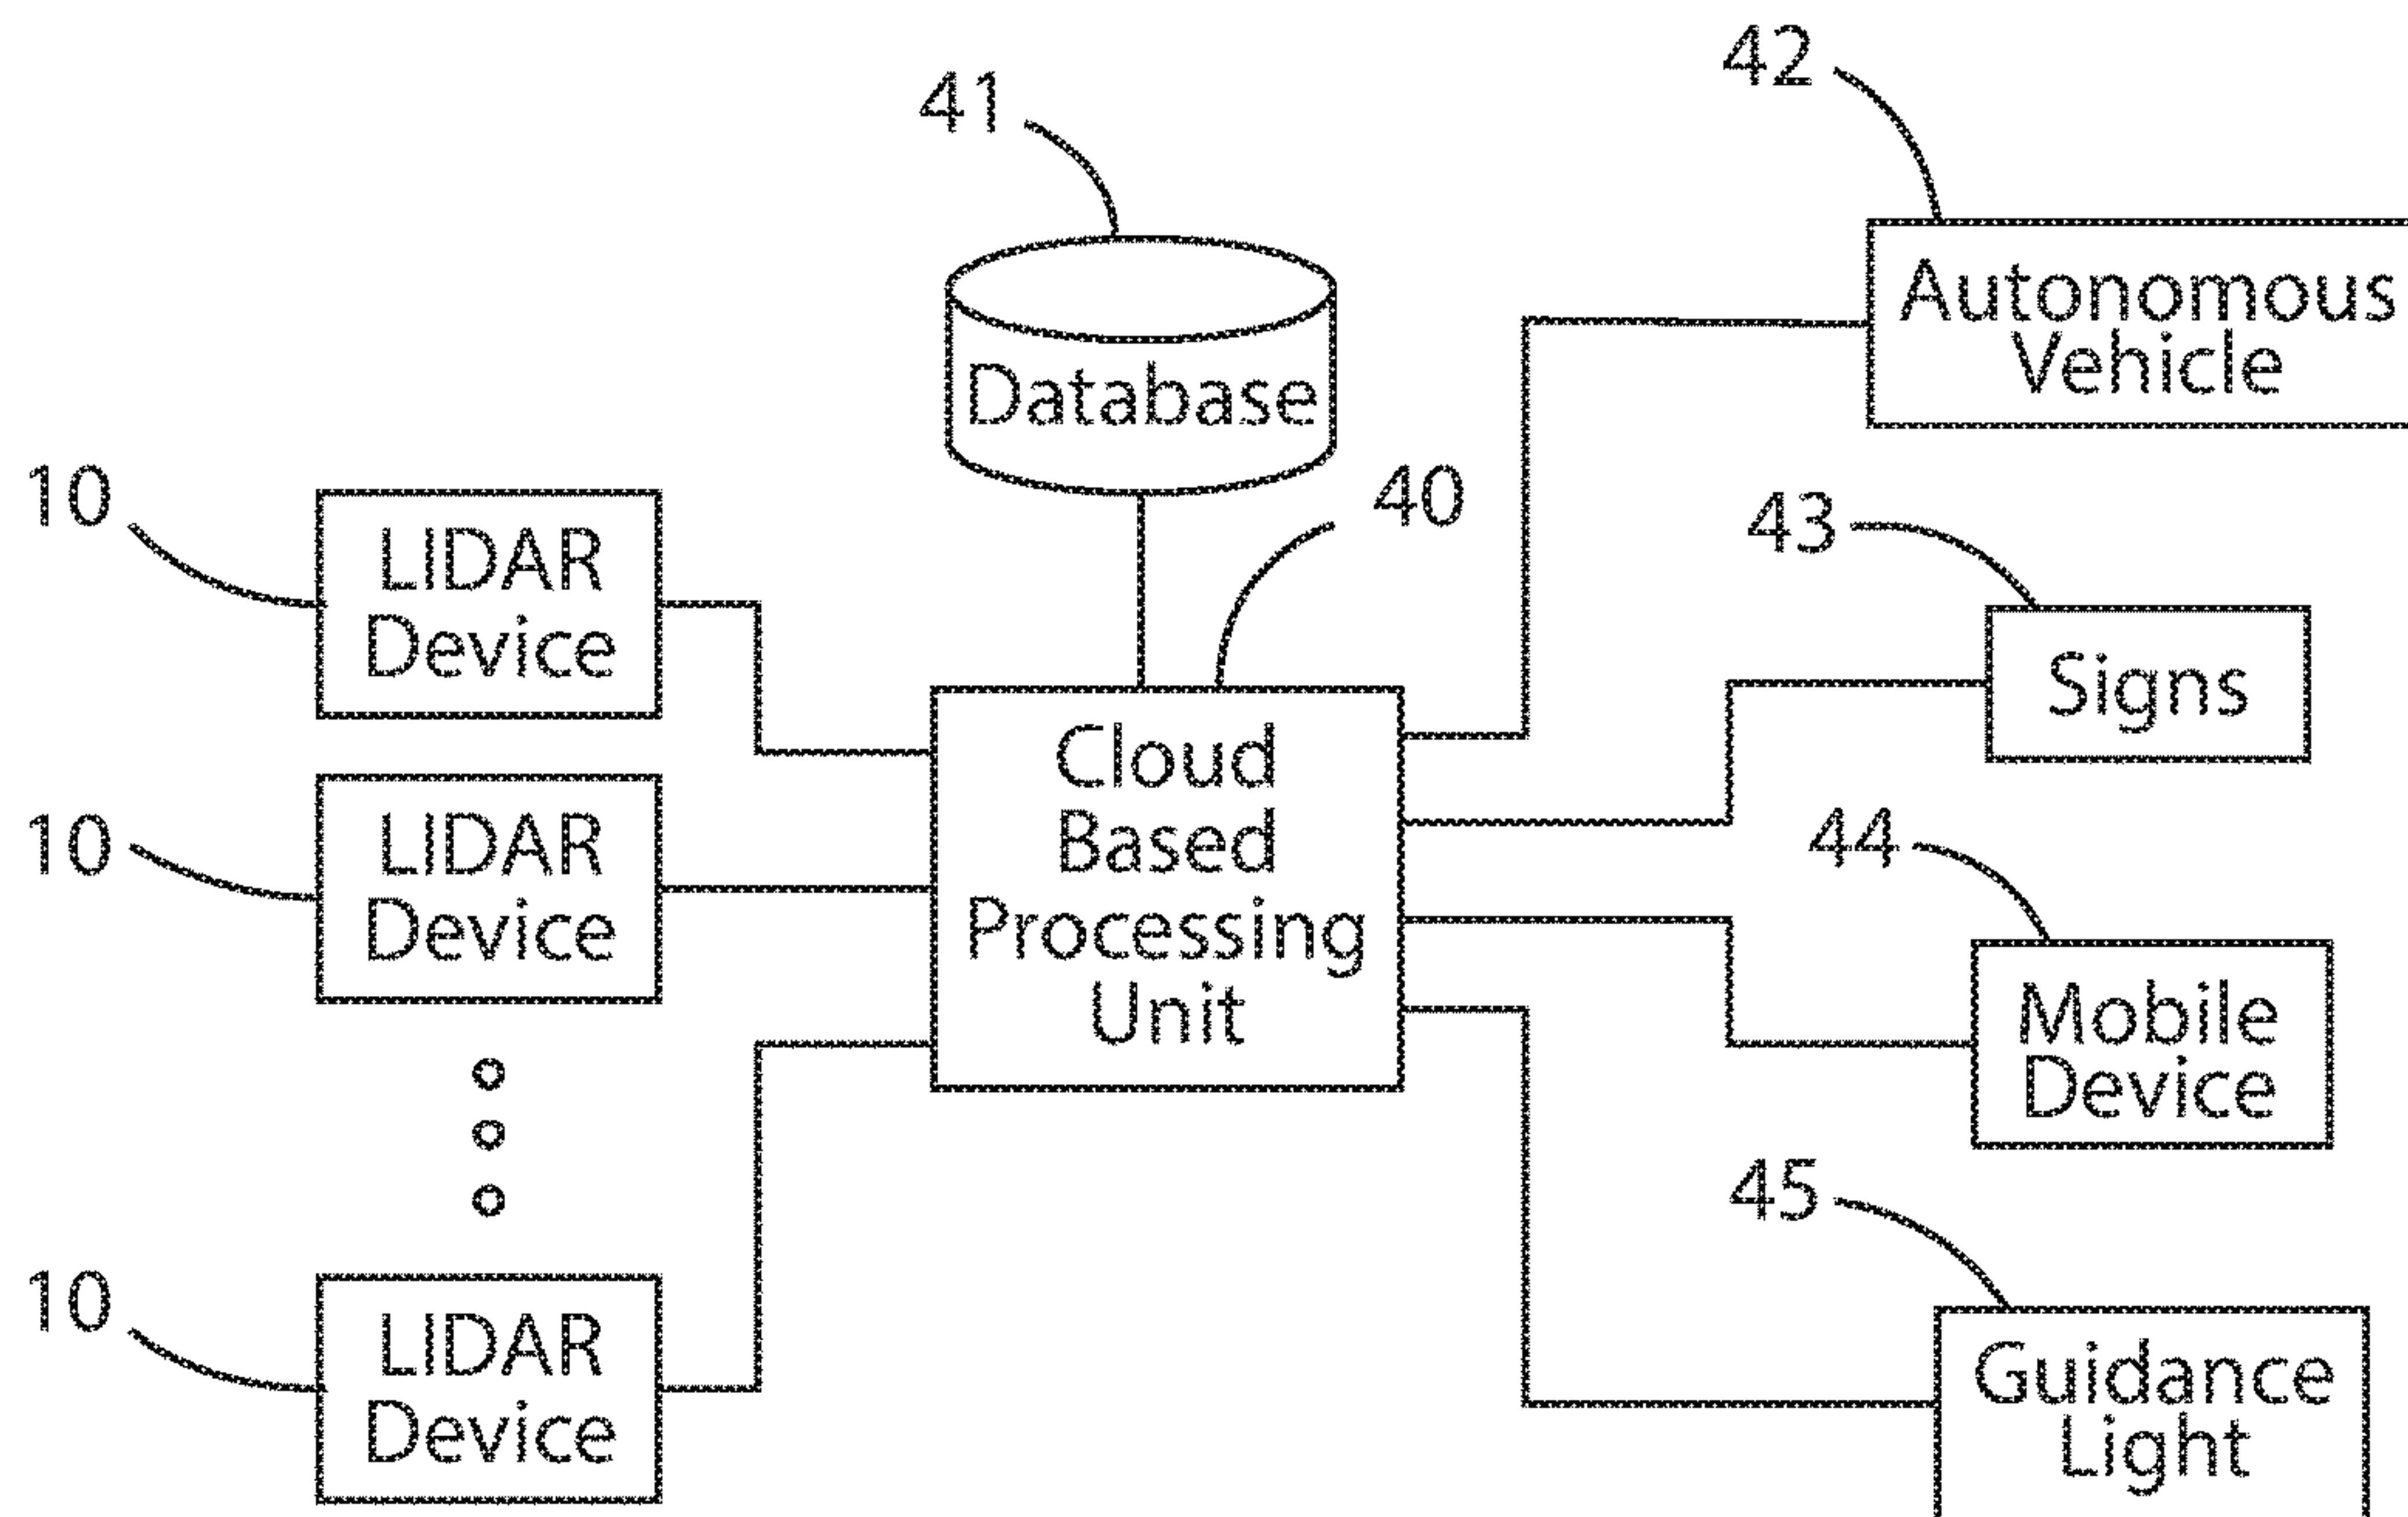 42
41
Autonomous
Vehicle
Database
10
LIDAR
Device
40
43
Signs
10
LIDAR
Device
Cloud
Based
Processing
Unit
44
Mobile
Device
45
10
LIDAR
Device
Guidance
Light